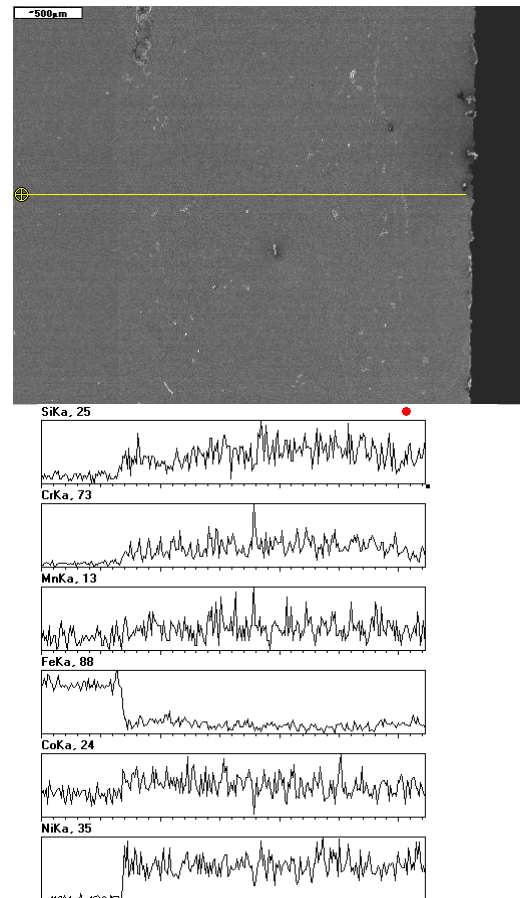 ~500µm
SiKa, 25
CrKa, 73
MnKa, 13
FeKa, 88
CoKa, 24
NiKa, 35